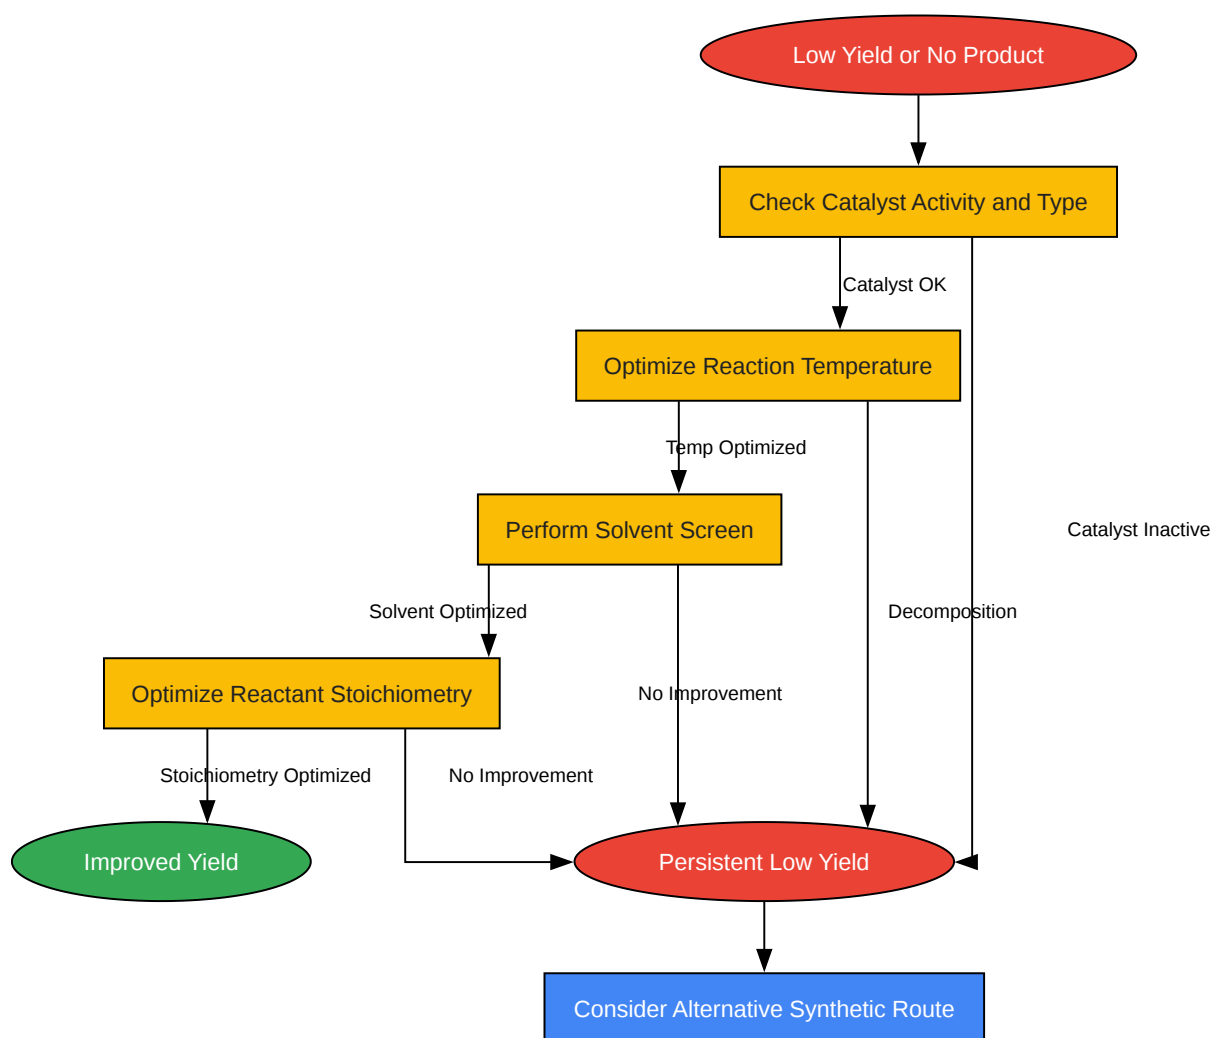 Low Yield or No Product
Check Catalyst Activity and Type
Catalyst OK
Optimize Reaction Temperature
Temp Optimized
Perform Solvent Screen
Catalyst Inactive
Solvent Optimized
Decomposition
Optimize Reactant Stoichiometry
No Improvement
Stoichiometry Optimized
No Improvement
Improved Yield
Persistent Low Yield
Consider Alternative Synthetic Route